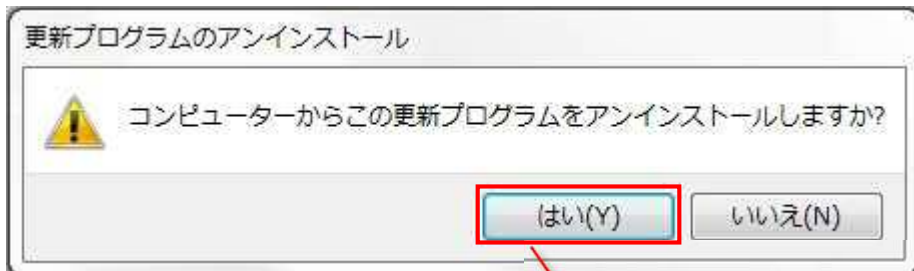 更新プログラムのアンインストール
コンピューターからこの更新プログラムをアンインストールしますか?
はい(Y)
いいえ(N)